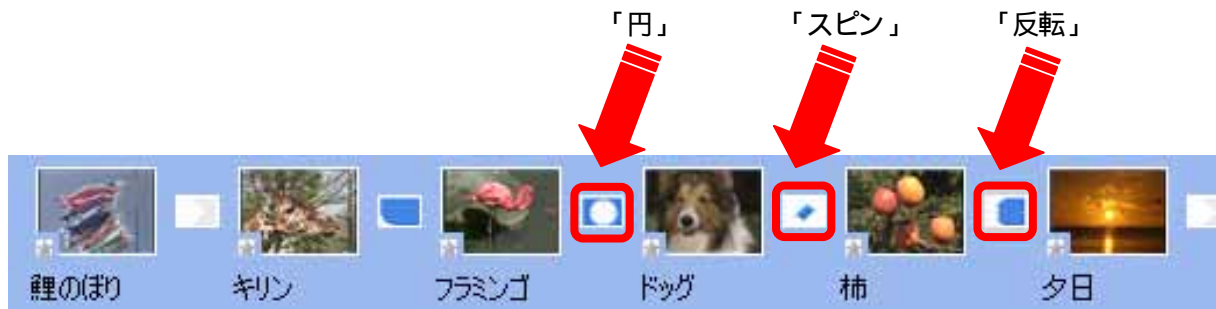 「円」 「スピン」 「反転」
鯉のぼり キリン フラミンゴ ドッグ 柿 夕日